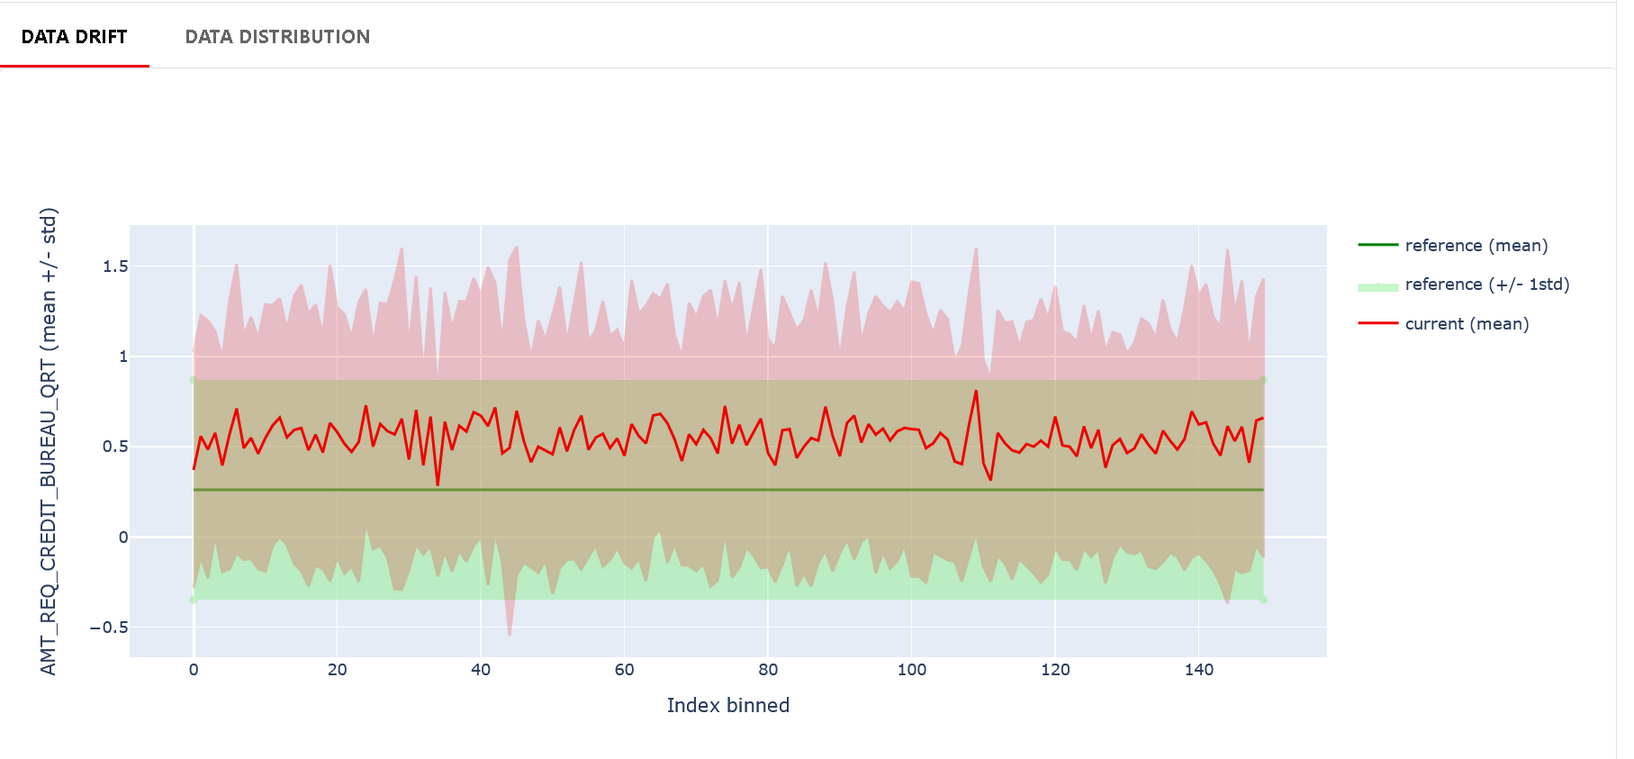 DATA DRIFT DATA DISTRIBUTION
AMT_REQ_CREDIT_BUREAU_QRT (mean +/- std)
1.5
1
0.5
0
−0.5
0 20 40 60 80 100 120 140
Index binned
reference (mean)
reference (+/- 1std)
current (mean)